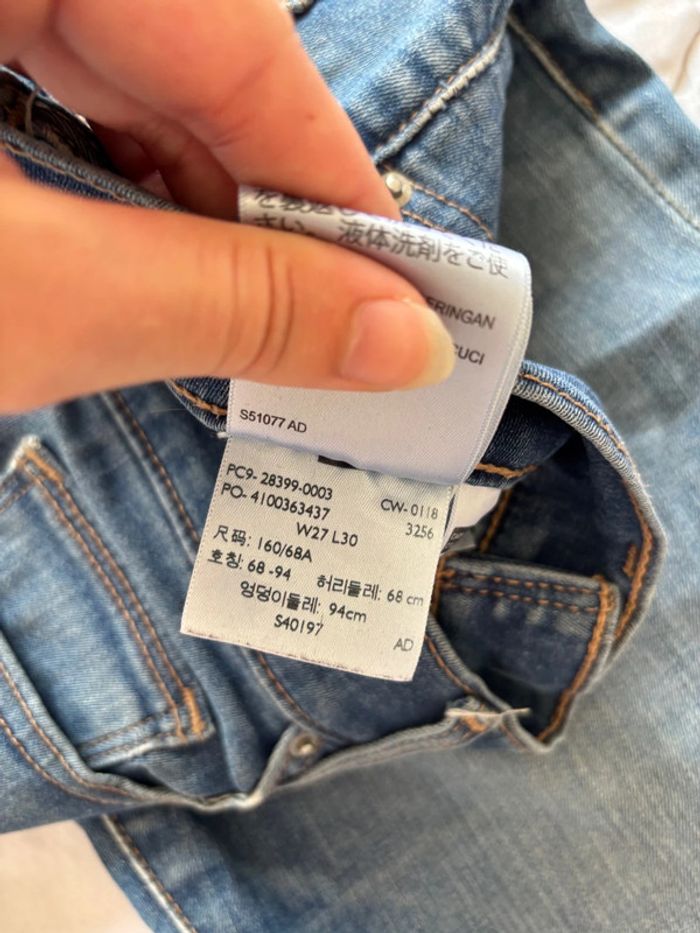 さい。液体洗剤をご使
ERINGAN
CUCI
S51077 AD
PC9- 28399-0003
PO- 4100363437
CW- 0118
3256
W27 L30
尺码: 160/68A
호칭: 68 -94
허리둘레: 68 cm
엉덩이둘레: 94cm
S40197
AD